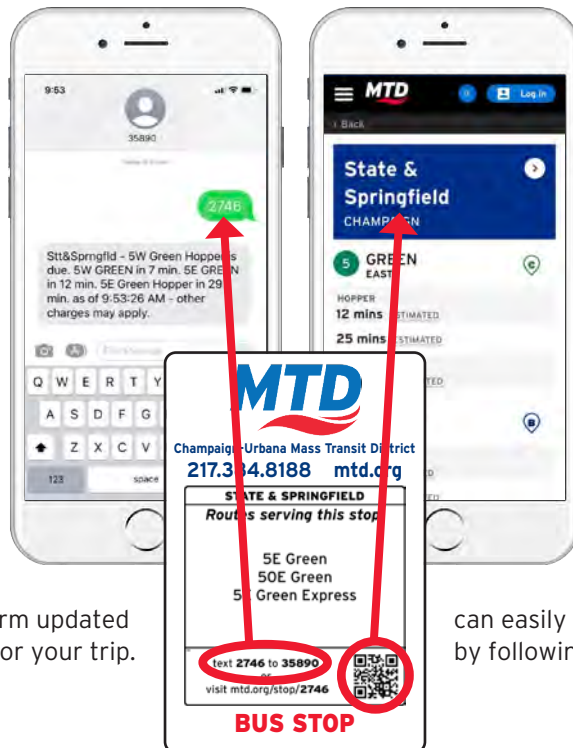 9:53
35890
2746
Stt&Sprngfld - 5W Green Hopper is
due. 5W GREEN in 7 min. 5E GREEN
in 12 min. 5E Green Hopper in 29
min. as of 9:53:26 AM - other
charges may apply.
Q W E R T Y
A S D F G
Z X C V
123 space
MTD
Log in
Back
State &
Springfield
CHAMPAIGN
5 GREEN
EAST
C
HOPPER
12 mins ESTIMATED
25 mins ESTIMATED
B
MTD
Champaign-Urbana Mass Transit District
217.384.8188 mtd.org
STATE & SPRINGFIELD
Routes serving this stop
5E Green
50E Green
Green Express
text 2746 to 35890
or
visit mtd.org/stop/2746
BUS STOP
rm updated
or your trip.
can easily
by followin